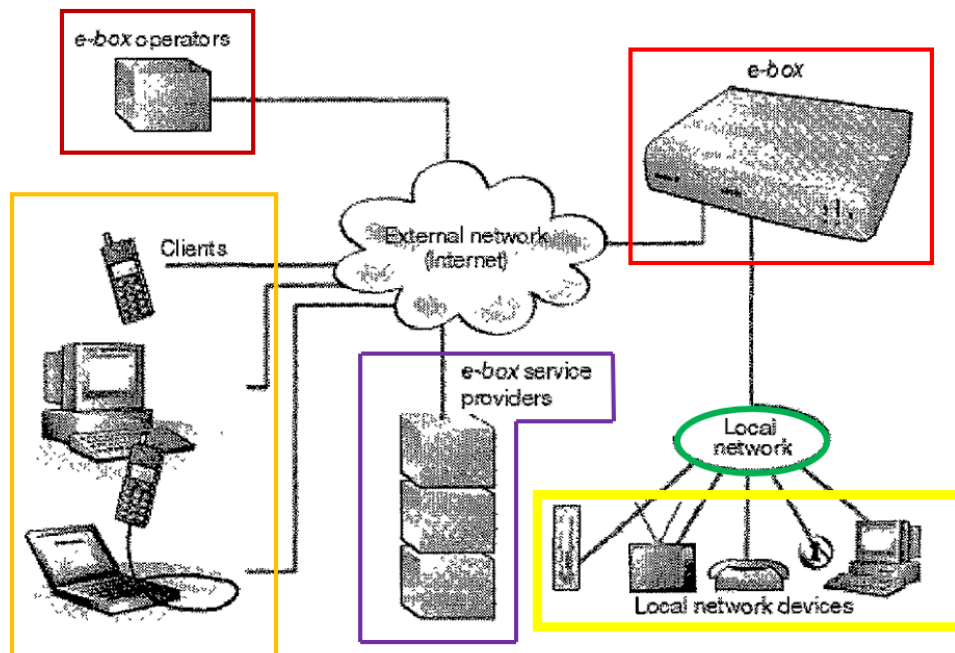 e-box operators
e-box
Clients
External network
(Internet)
e-box service
providers
Local
network
Local network devices